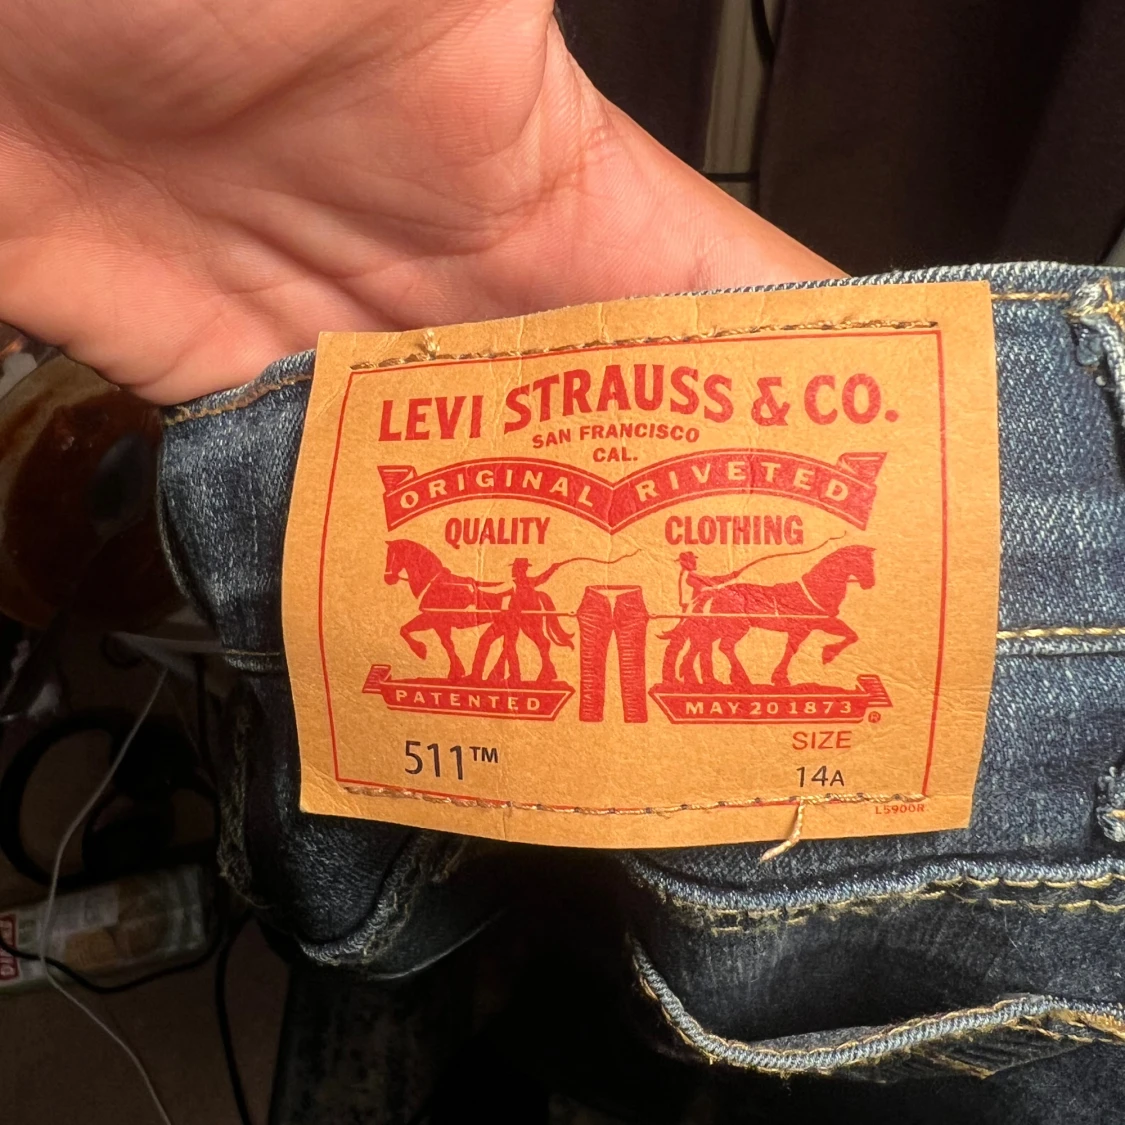 LEVI STRAUSS & CO.
SAN FRANCISCO
CAL.
ORIGINAL RIVETED
QUALITY CLOTHING
PATENTED MAY 20 1873 ®
511™
SIZE
14A
L5900R